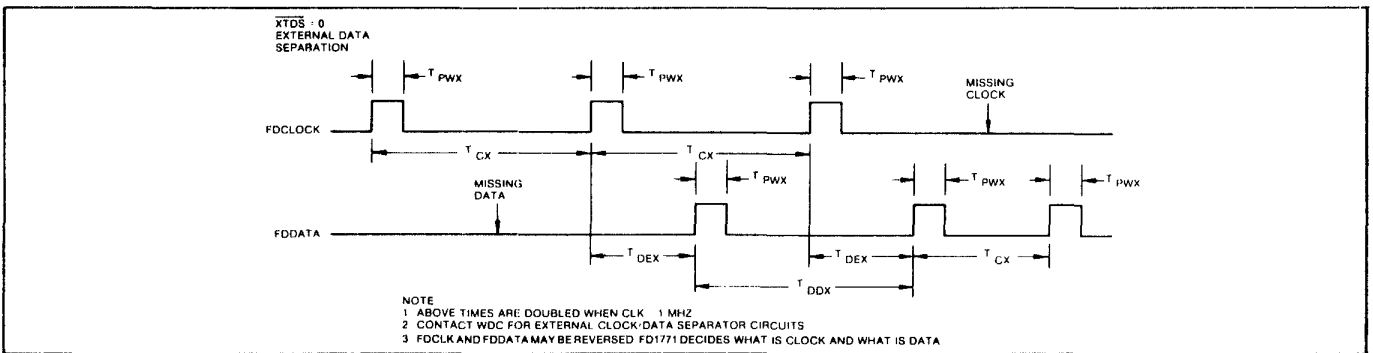 XTDS = 0
EXTERNAL DATA
SEPARATION
T PWX
T PWX
T PWX
MISSING
CLOCK
FDCLOCK
T CX
T CX
MISSING
DATA
T PWX
T PWX
T PWX
FDDATA
T DEX
T DEX
T CX
T DDX
NOTE
1 ABOVE TIMES ARE DOUBLED WHEN CLK 1 MHZ
2 CONTACT WDC FOR EXTERNAL CLOCK/DATA SEPARATOR CIRCUITS
3 FDCLK AND FDDATA MAY BE REVERSED FD1771 DECIDES WHAT IS CLOCK AND WHAT IS DATA